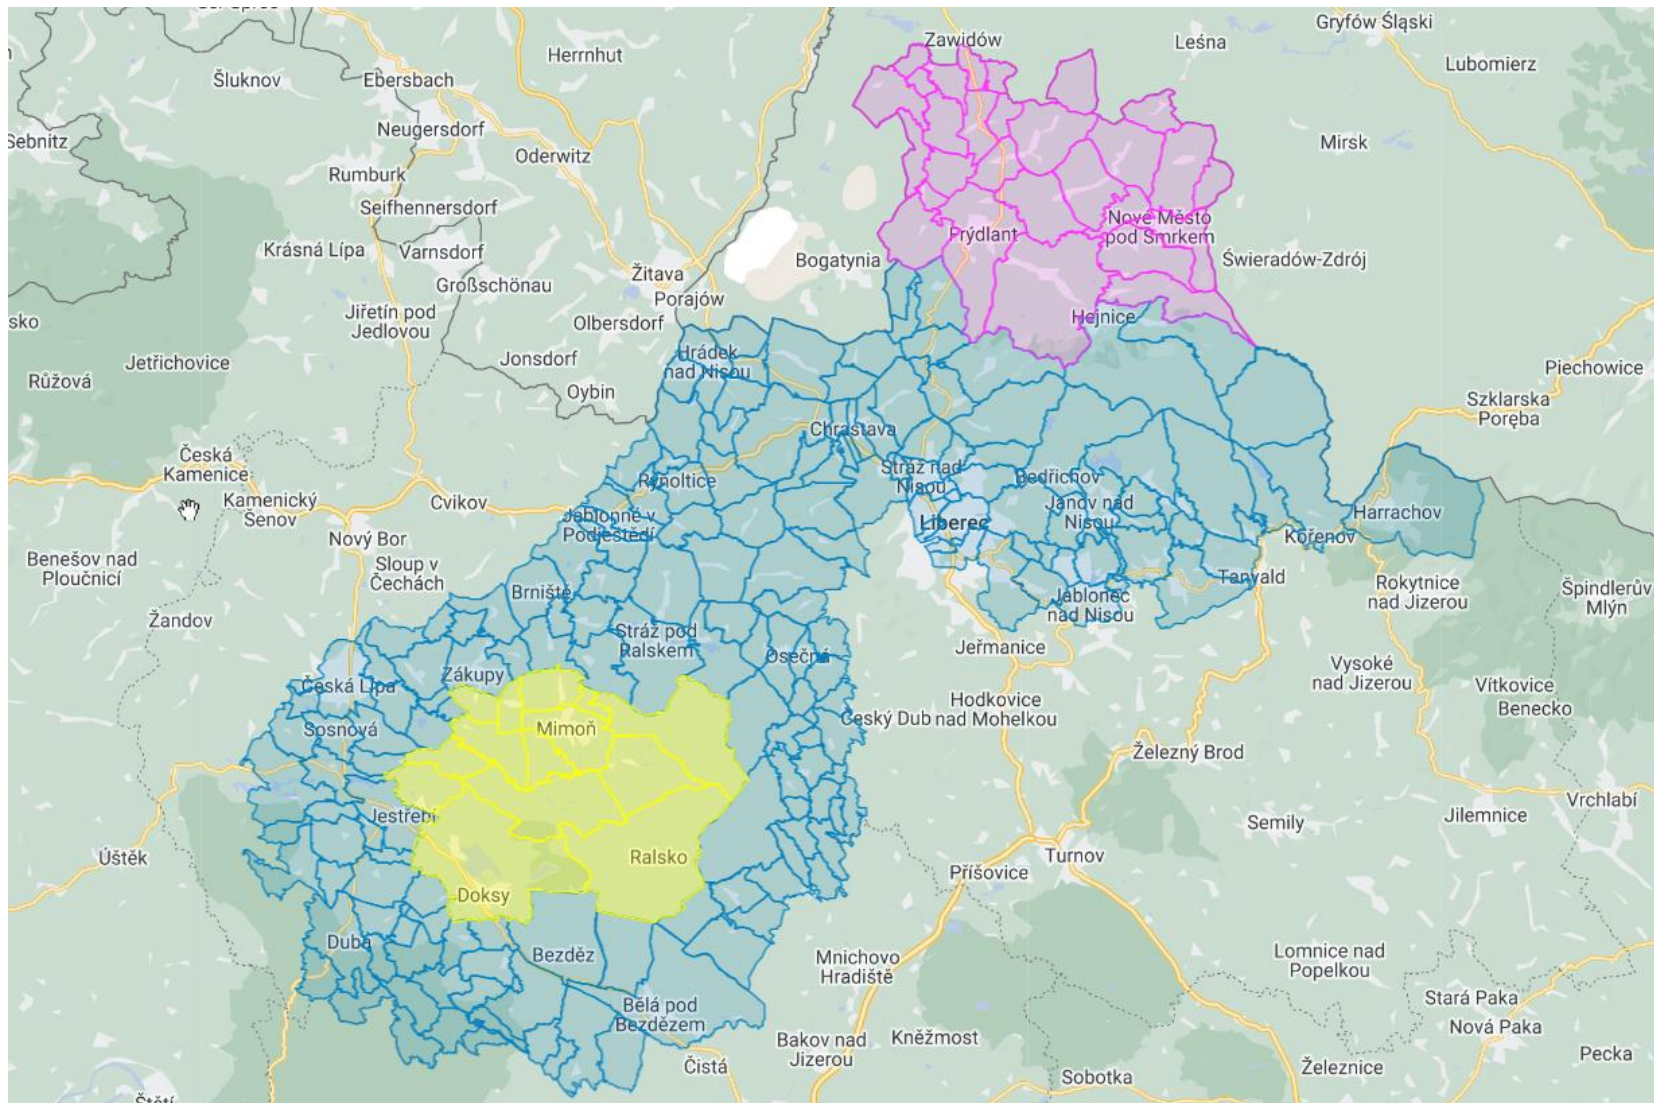 Zawidów
Leśna
Gryfów Śląski
Herrnhut
Lubomierz
Šluknov
Ebersbach
Neugersdorf
Sebnitz
Mirsk
Oderwitz
Rumburk
Seifhennersdorf
Nové Město
pod Smrkem
Frýdlant
Krásná Lípa
Varnsdorf
Bogatynia
Świeradów-Zdrój
Žitava
Großschönau
Porajów
Jiřetín pod
Jedlovou
Olbersdorf
Hejnice
sko
Jetřichovice
Jonsdorf
Hrádek
nad Nisou
Piechowice
Růžová
Oybin
Szklarska
Poręba
Chrastava
Česká
Kamenice
Stráž nad
Nisou
Bedřichov
Rynoltice
Kamenický
Šenov
Cvikov
Janov nad
Nisou
Harrachov
Jablonné v
Podještědí
Liberec
Kořenov
Nový Bor
Benešov nad
Ploučnicí
Sloup v
Čechách
Tanvald
Rokytnice
nad Jizerou
Špindlerův
Mlýn
Brniště
Jablonec
nad Nisou
Žandov
Stráž pod
Ralskem
Jeřmanice
Osečná
Vysoké
nad Jizerou
Zákupy
Česká Lípa
Vítkovice
Benecko
Hodkovice
nad Mohelkou
Český Dub
Sosnová
Mimoň
Železný Brod
Vrchlabí
Jestřebí
Jilemnice
Semily
Úštěk
Ralsko
Turnov
Příšovice
Doksy
Dubá
Bezděz
Mnichovo
Hradiště
Lomnice nad
Popelkou
Bělá pod
Bezdězem
Stará Paka
Nová Paka
Bakov nad
Jizerou
Kněžmost
Čistá
Železnice
Pecka
Sobotka
Štětí